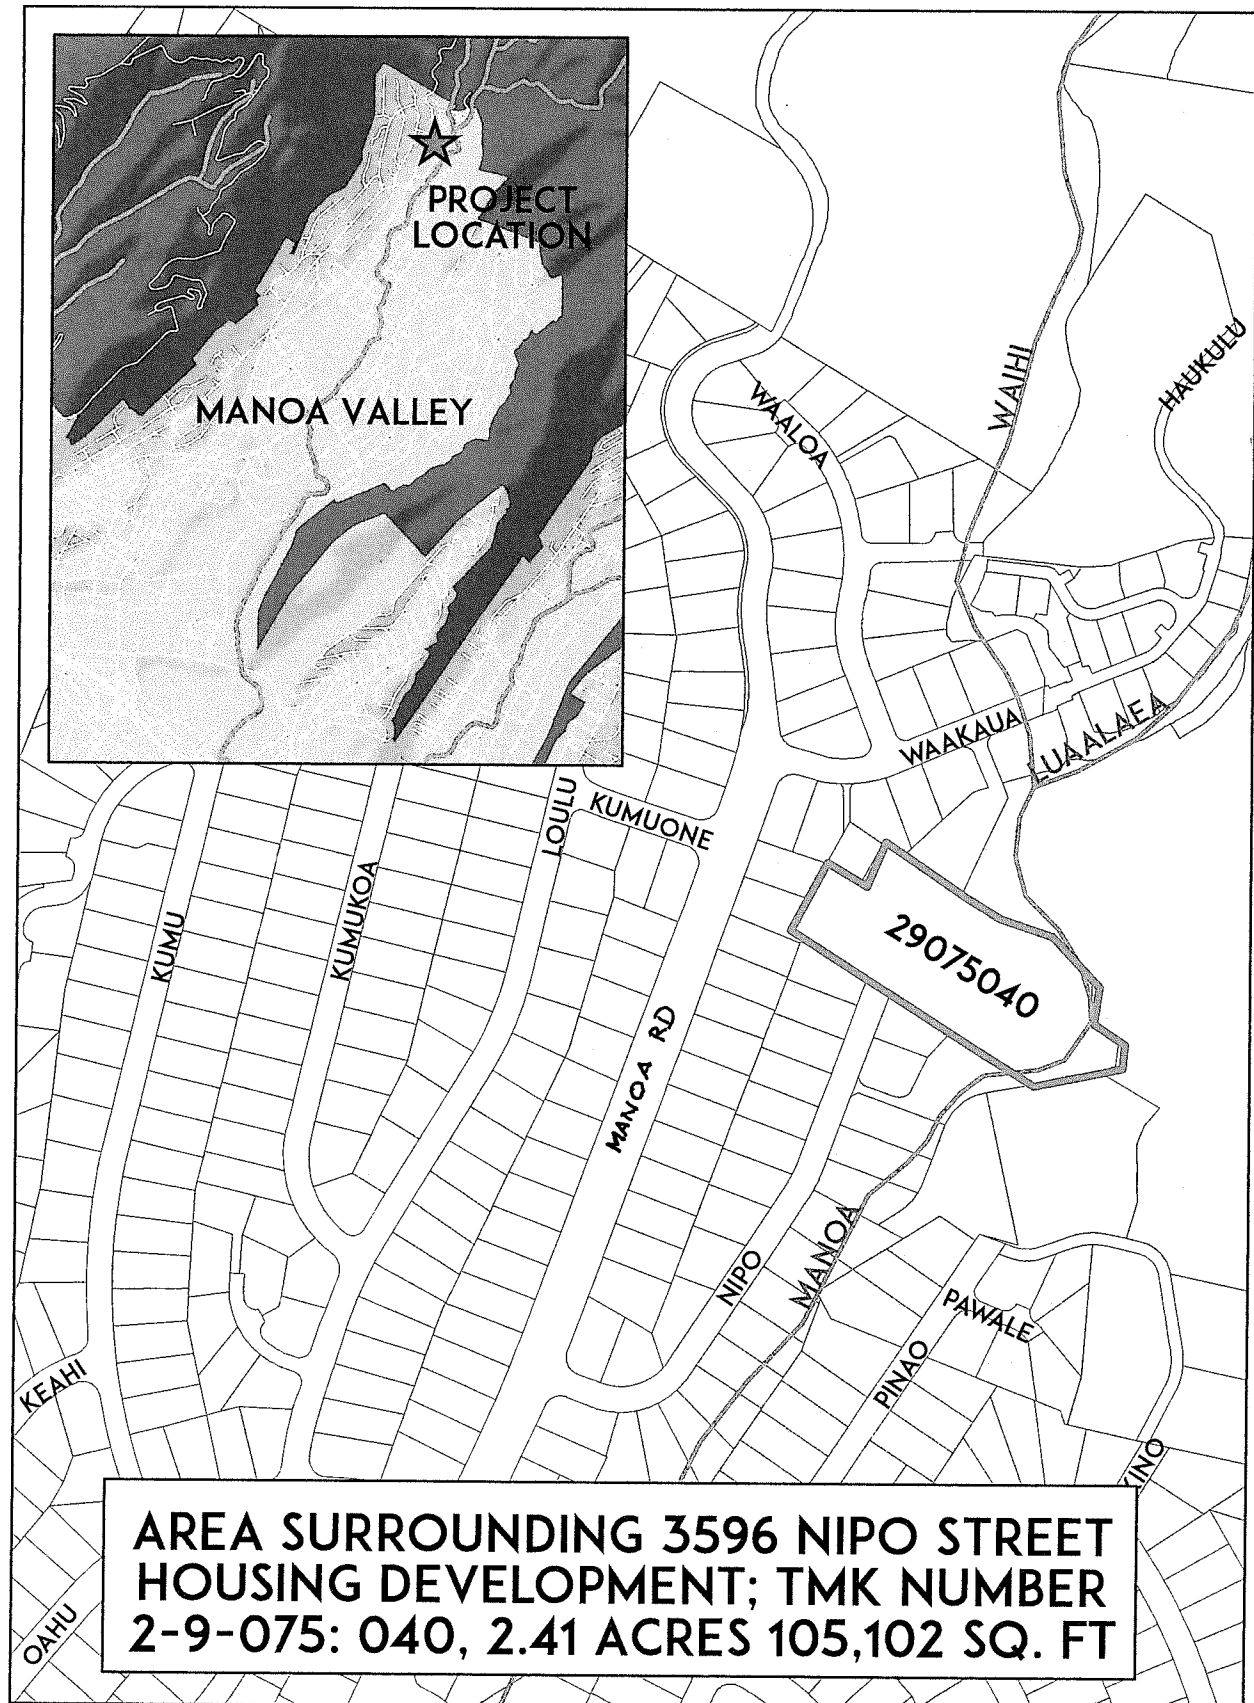 PROJECT
LOCATION
MANOA VALLEY
WAALOA
WAIHI
HAUKULU
WAAKAUA
LUAALAEA
LOULU
KUMUONE
KUMU
KUMUKOA
29075040
MANOA RD
NIPO
MANOA
PAWALE
PINAO
KEAHI
OAHU
AREA SURROUNDING 3596 NIPO STREET
HOUSING DEVELOPMENT; TMK NUMBER
2-9-075: 040, 2.41 ACRES 105,102 SQ. FT